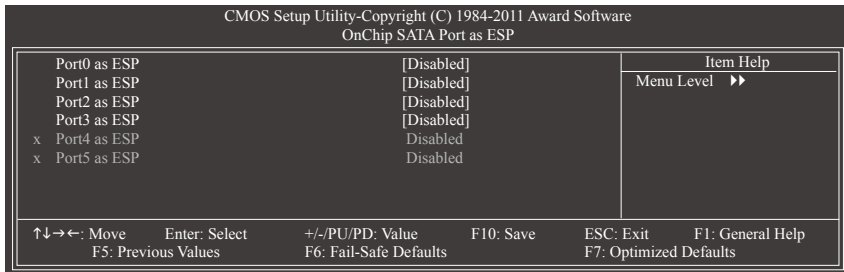 CMOS Setup Utility-Copyright (C) 1984-2011 Award Software
OnChip SATA Port as ESP
Port0 as ESP [Disabled]
Port1 as ESP [Disabled]
Port2 as ESP [Disabled]
Port3 as ESP [Disabled]
x Port4 as ESP Disabled
x Port5 as ESP Disabled
Item Help
Menu Level ▶▶
↑↓→←: Move Enter: Select +/-/PU/PD: Value F10: Save ESC: Exit F1: General Help
F5: Previous Values F6: Fail-Safe Defaults F7: Optimized Defaults